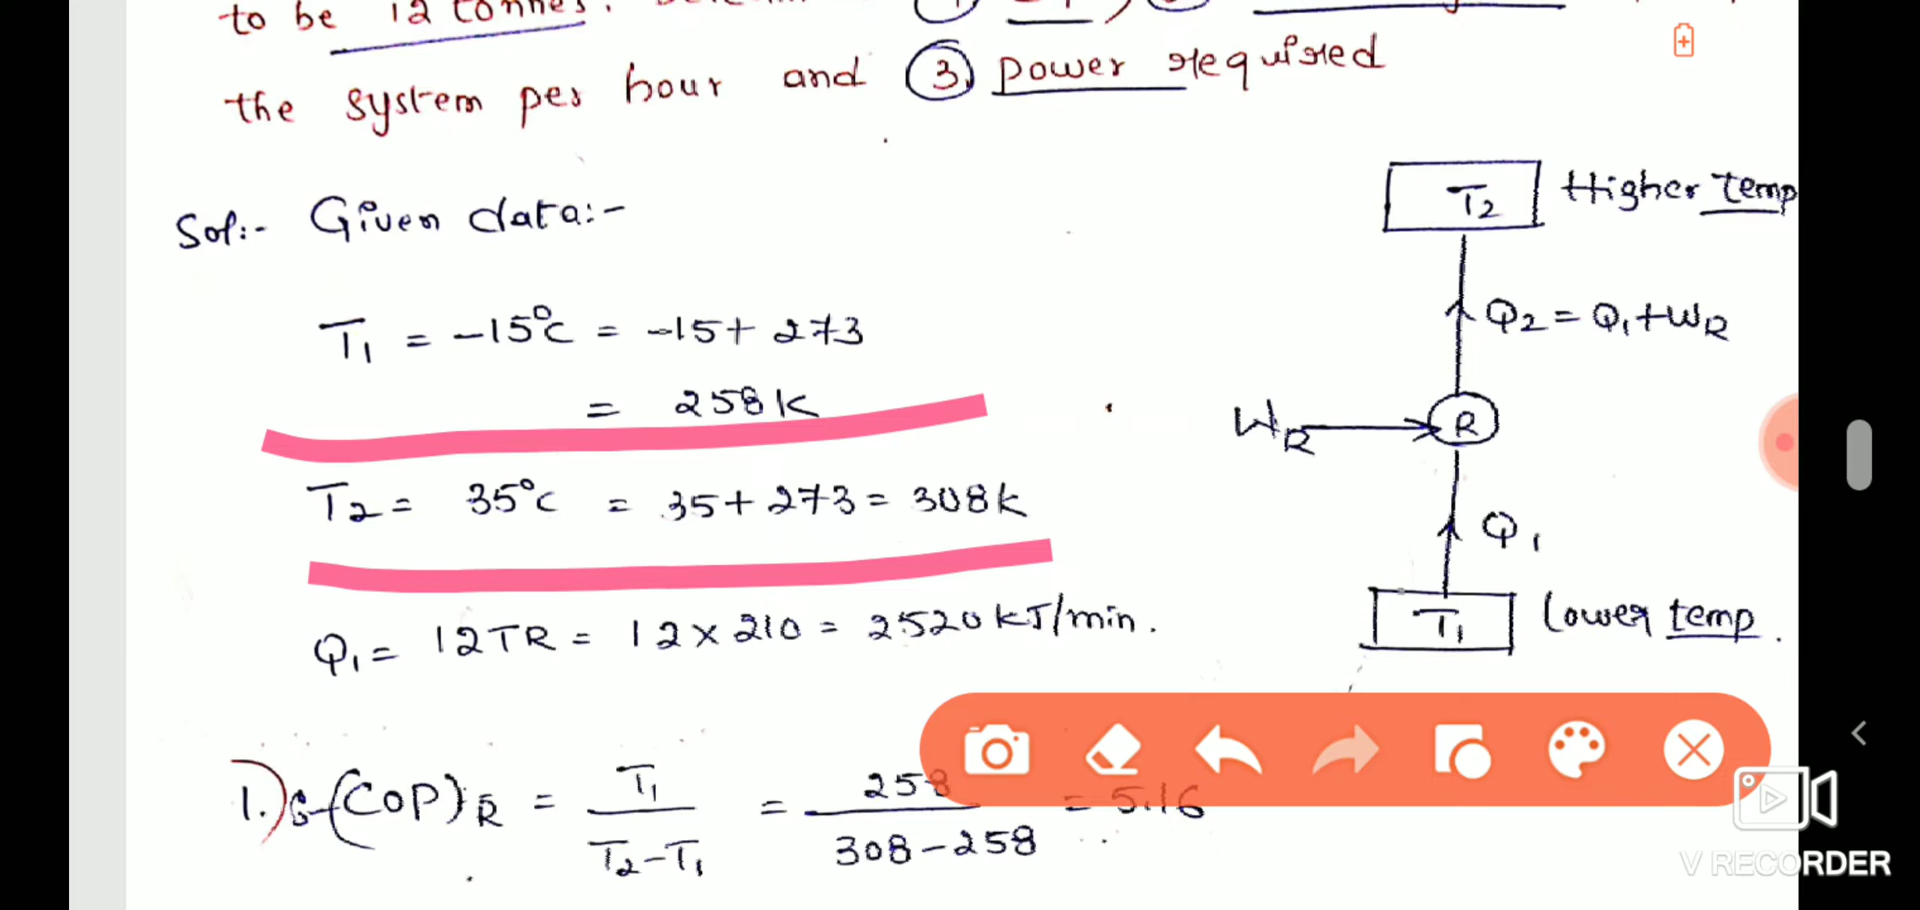 to be 12 tonnes.
the system per hour and ③ power required
Sol:- Given data:-
T₁ = -15°C = -15 + 273
= 258K
T₂ = 35°C = 35 + 273 = 308K
Q₁ = 12TR = 12 × 210 = 2520 kJ/min.
1.) (COP)R = T₁ / T₂-T₁ = 258 / 308-258 = 5.16
T₂ Higher temp
Q₂ = Q₁ + WR
WR R
Q₁
T₁ Lower temp.
V RECORDER